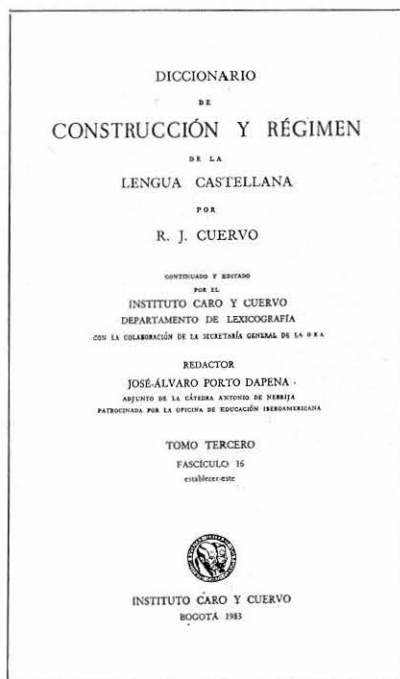 DICCIONARIO
DE
CONSTRUCCIÓN Y RÉGIMEN
DE LA
LENGUA CASTELLANA
POR
R. J. CUERVO
CONTINUADO Y EDITADO
POR EL
INSTITUTO CARO Y CUERVO
DEPARTAMENTO DE LEXICOGRAFÍA
CON LA COLABORACIÓN DE LA SECRETARÍA GENERAL DE LA OEA
REDACTOR
JOSÉ-ÁLVARO PORTO DAPENA
ADJUNTO DE LA CÁTEDRA ANTONIO DE NEBRIJA
PATROCINADA POR LA OFICINA DE EDUCACIÓN IBEROAMERICANA
TOMO TERCERO
FASCÍCULO 16
establecer-este
INSTITUTO CARO Y CUERVO
BOGOTÁ 1983